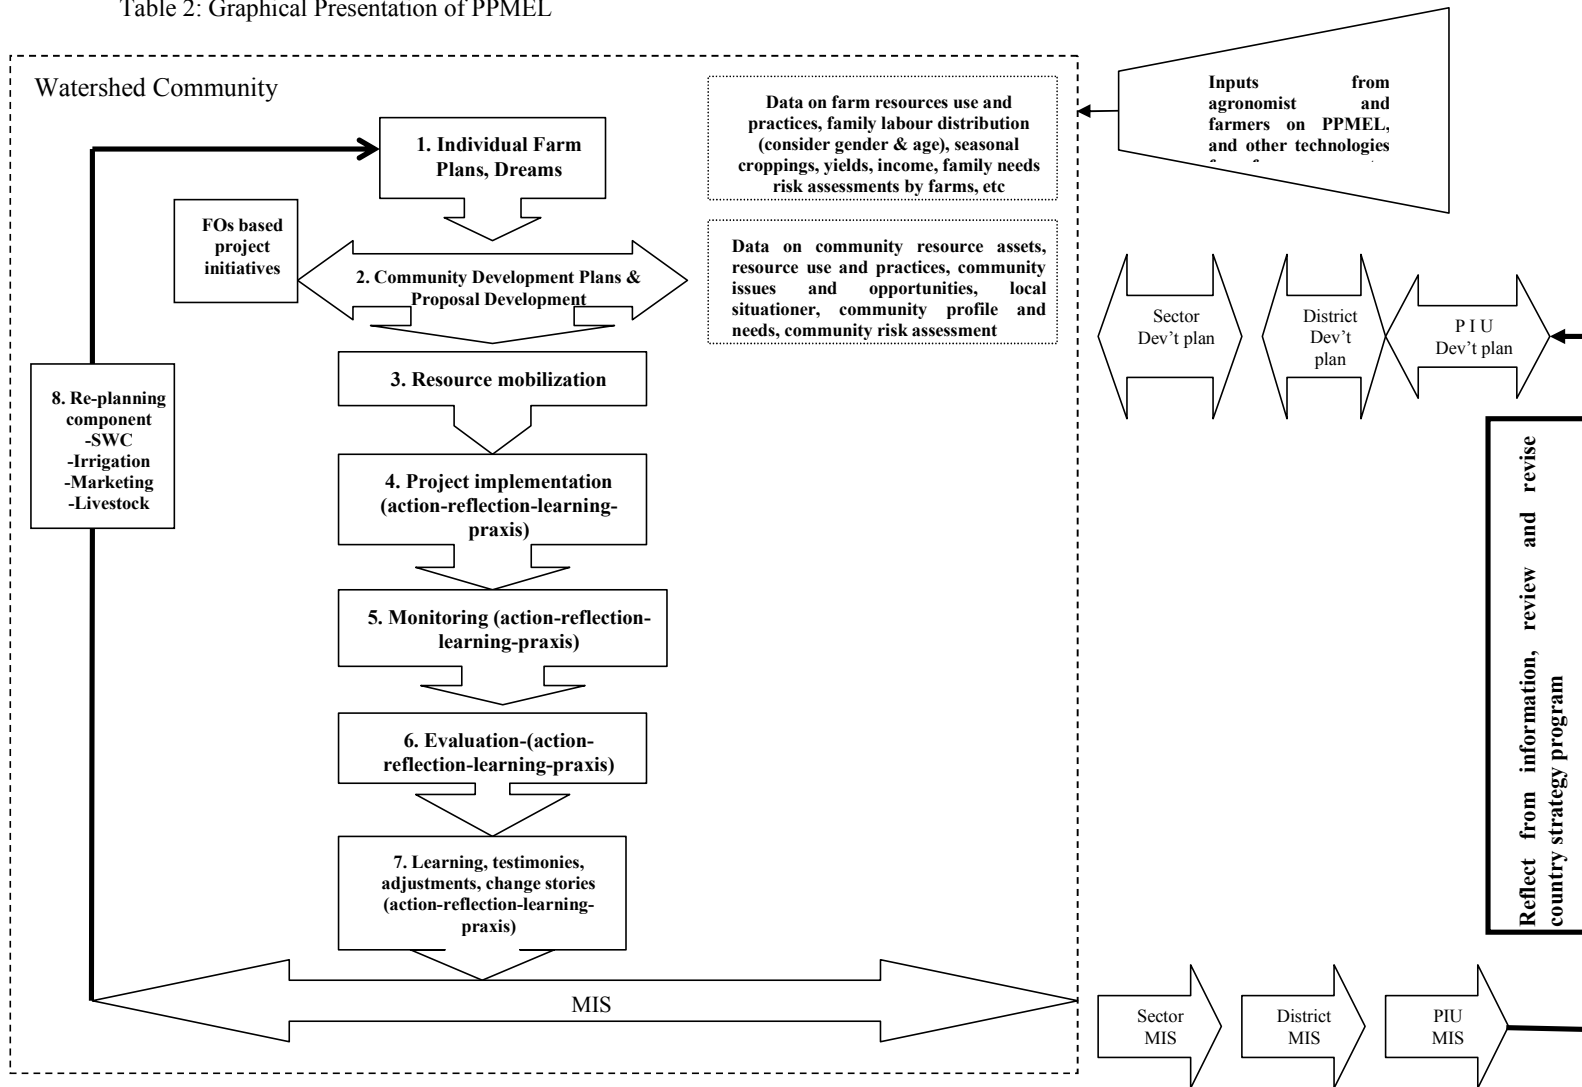 Table 2: Graphical Presentation of PPMEL
Watershed Community
1. Individual Farm
Plans, Dreams
Data on farm resources use and
practices, family labour distribution
(consider gender & age), seasonal
croppings, yields, income, family needs
risk assessments by farms, etc
Inputs from
agronomist and
farmers on PPMEL,
and other technologies
FOs based
project
initiatives
2. Community Development Plans &
Proposal Development
Data on community resource assets,
resource use and practices, community
issues and opportunities, local
situationer, community profile and
needs, community risk assessment
Sector
Dev't plan
District
Dev't
plan
P I U
Dev't plan
3. Resource mobilization
8. Re-planning
component
-SWC
-Irrigation
-Marketing
-Livestock
4. Project implementation
(action-reflection-learning-
praxis)
5. Monitoring (action-reflection-
learning-praxis)
6. Evaluation-(action-
reflection-learning-praxis)
7. Learning, testimonies,
adjustments, change stories
(action-reflection-learning-
praxis)
Reflect from information, review and revise
country strategy program
MIS
Sector
MIS
District
MIS
PIU
MIS